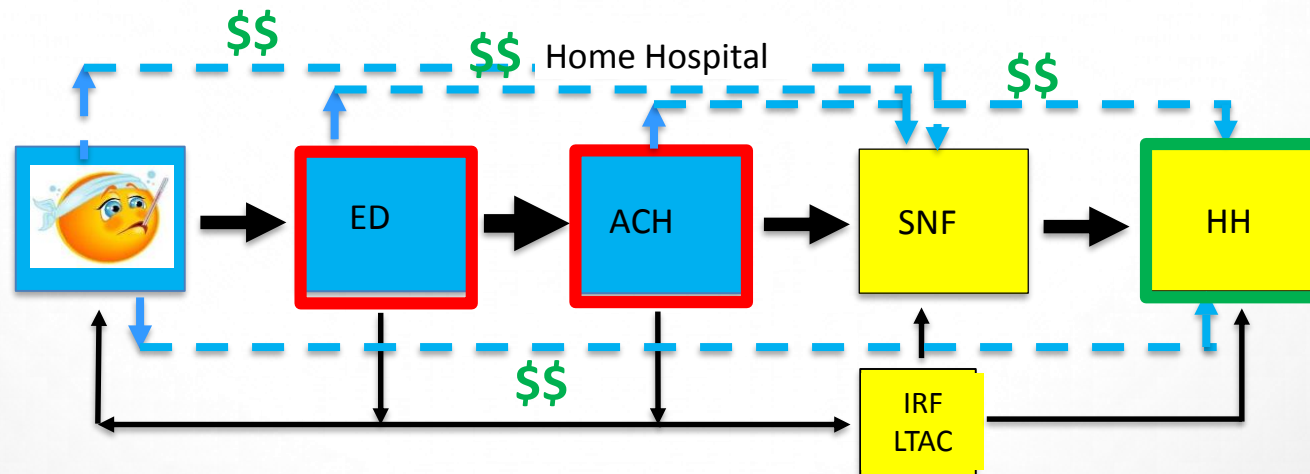 $$
$$ Home Hospital
$$
ED
ACH
SNF
HH
$$
IRF
LTAC